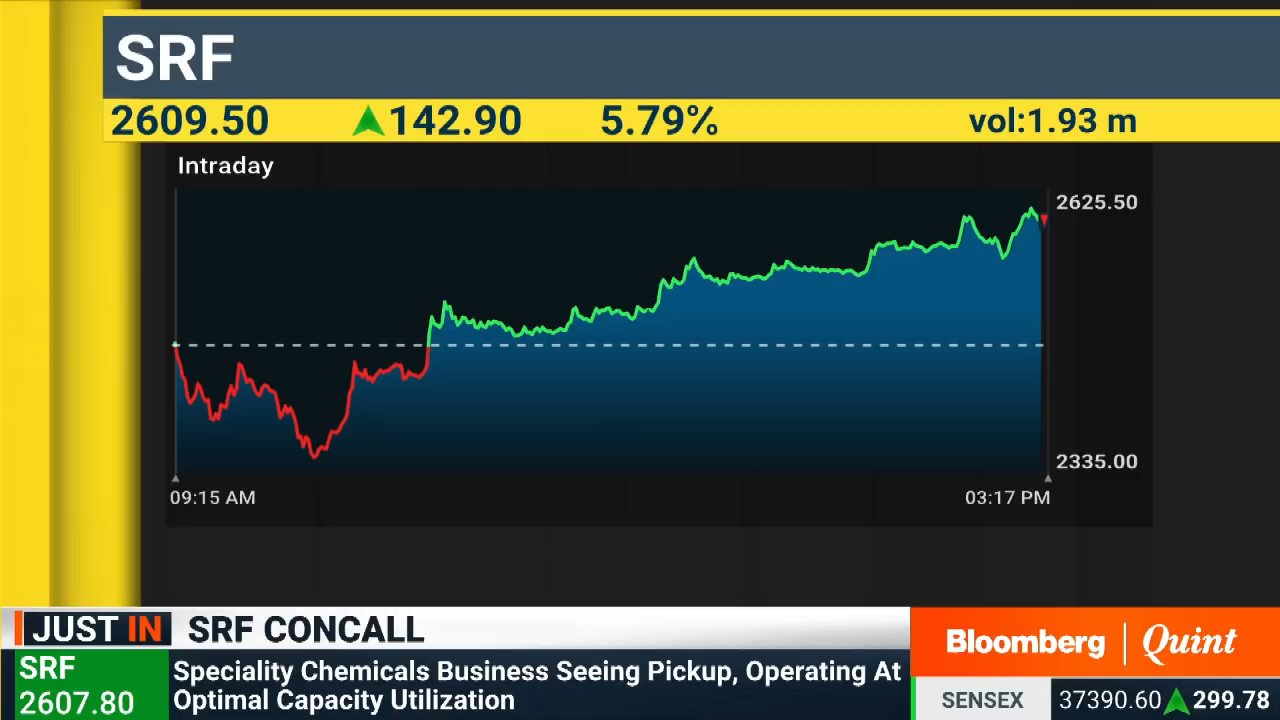 SRF
2609.50 ▲ 142.90 5.79% vol:1.93 m
Intraday
2625.50
2335.00
09:15 AM 03:17 PM
JUST IN SRF CONCALL
SRF
2607.80
Speciality Chemicals Business Seeing Pickup, Operating At
Optimal Capacity Utilization
Bloomberg | Quint
SENSEX 37390.60 ▲ 299.78